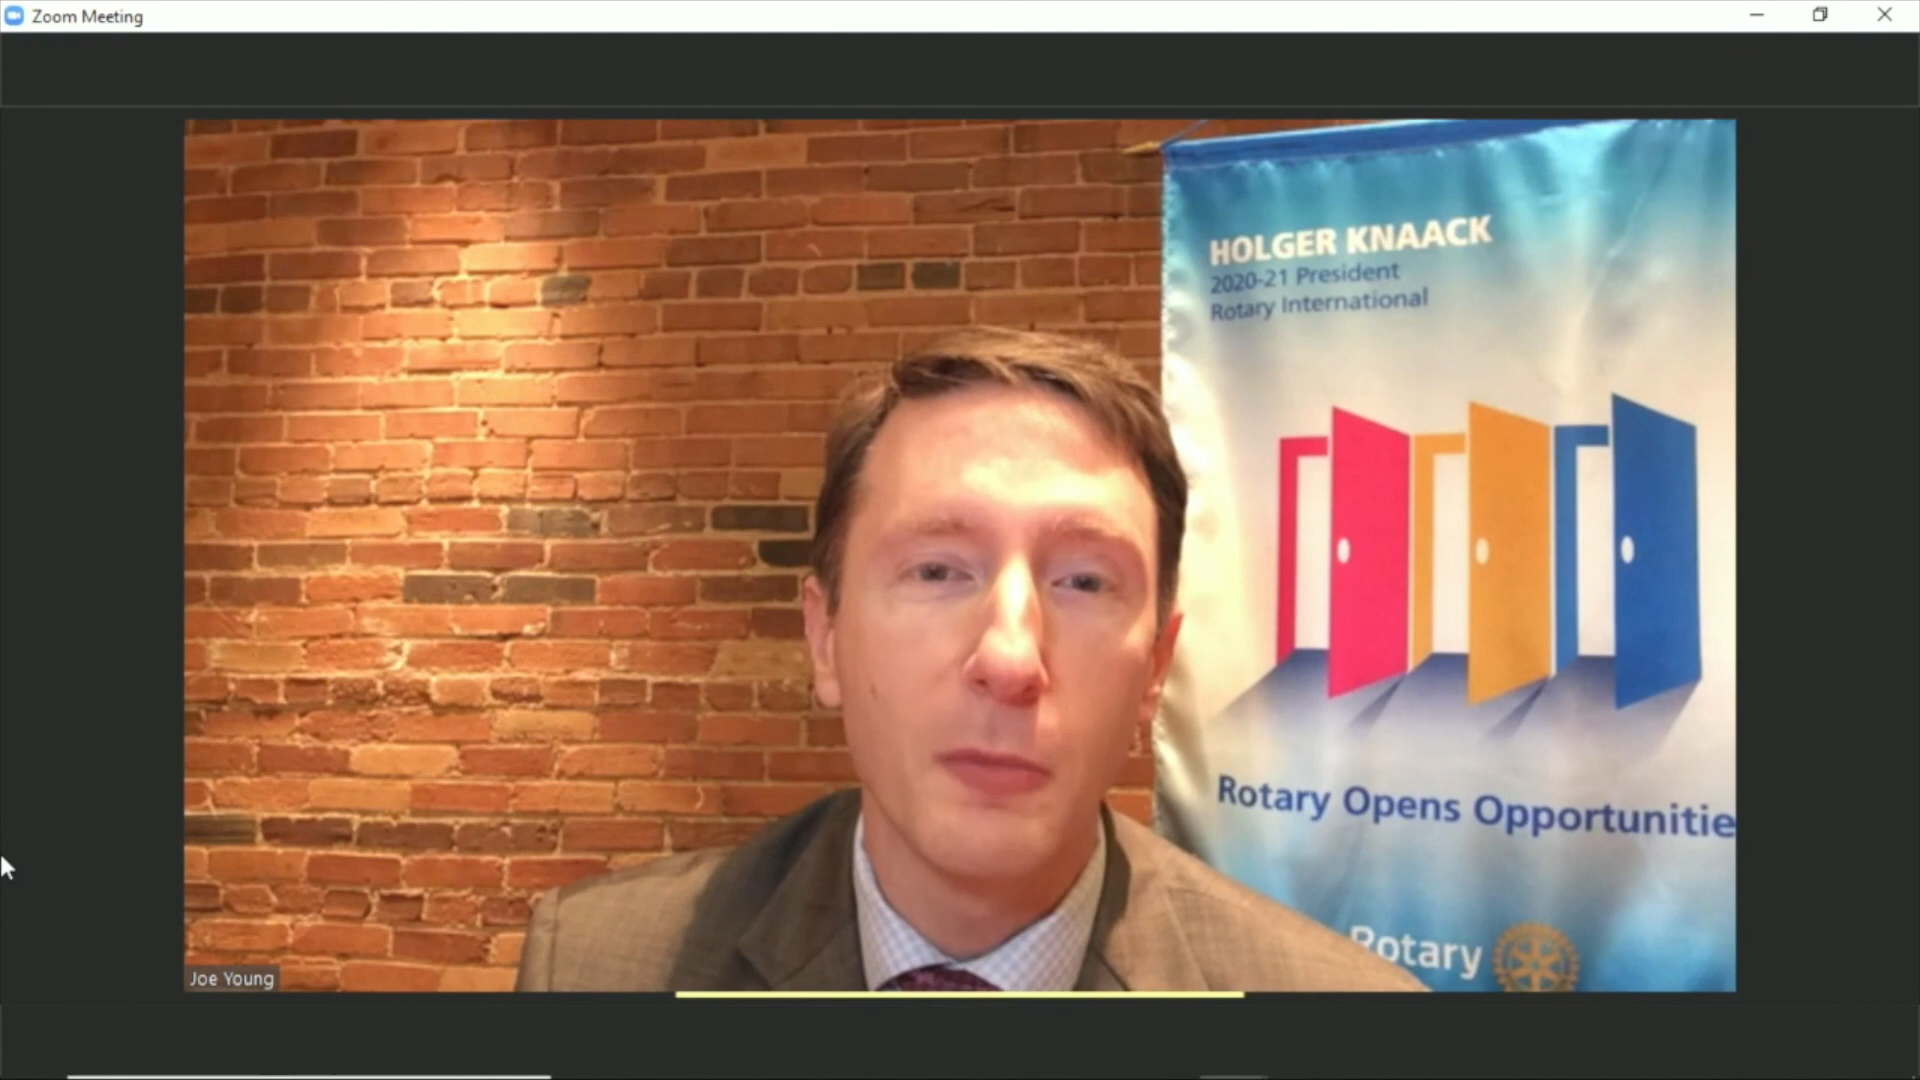 Zoom Meeting
HOLGER KNAACK
2020-21 President
Rotary International
Rotary Opens Opportunitie
Rotary
Joe Young